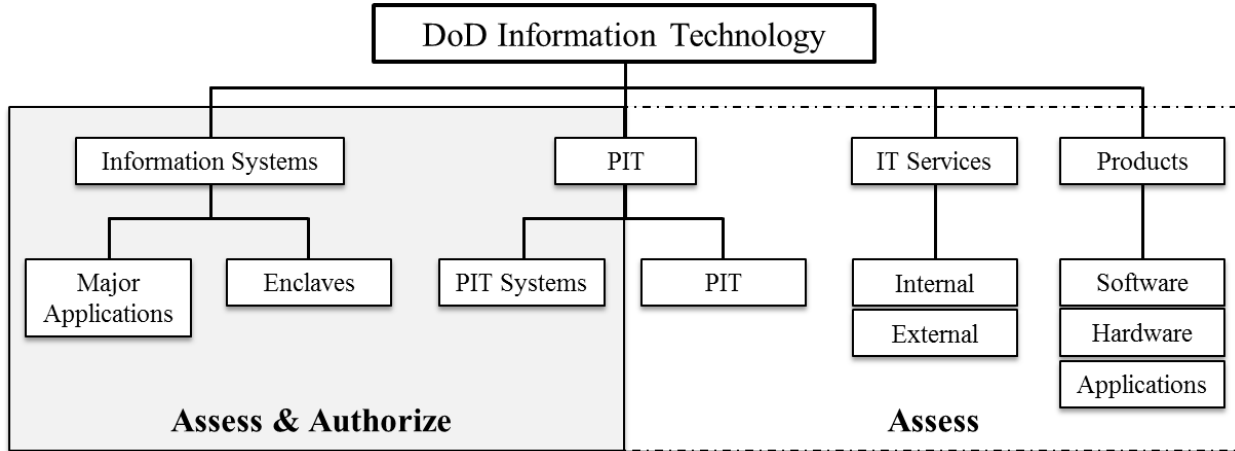 DoD Information Technology
Information Systems
PIT
IT Services
Products
Major
Applications
Enclaves
PIT Systems
PIT
Internal
External
Software
Hardware
Applications
Assess & Authorize
Assess